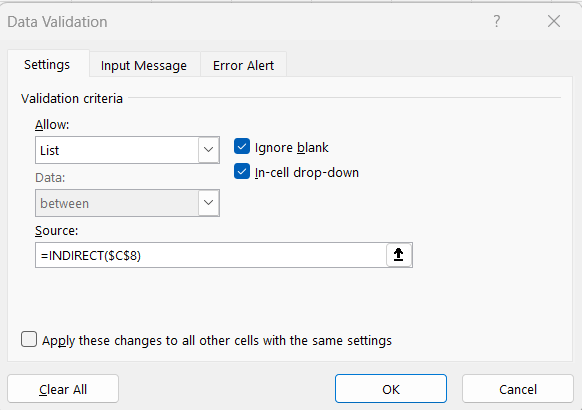 Data Validation ?
Settings Input Message Error Alert
Validation criteria
Allow:
List Ignore blank
Data: In-cell drop-down
between
Source:
=INDIRECT($C$8)
Apply these changes to all other cells with the same settings
Clear All OK Cancel